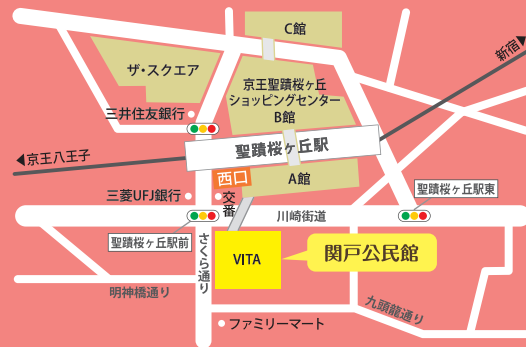 C館
新宿
ザ・スクエア
京王聖蹟桜ヶ丘
ショッピングセンター
B館
三井住友銀行
聖蹟桜ヶ丘駅
京王八王子
西口
A館
三菱UFJ銀行
交番
聖蹟桜ヶ丘駅東
川崎街道
聖蹟桜ヶ丘駅前
さくら通り
VITA
関戸公民館
明神橋通り
九頭龍通り
ファミリーマート